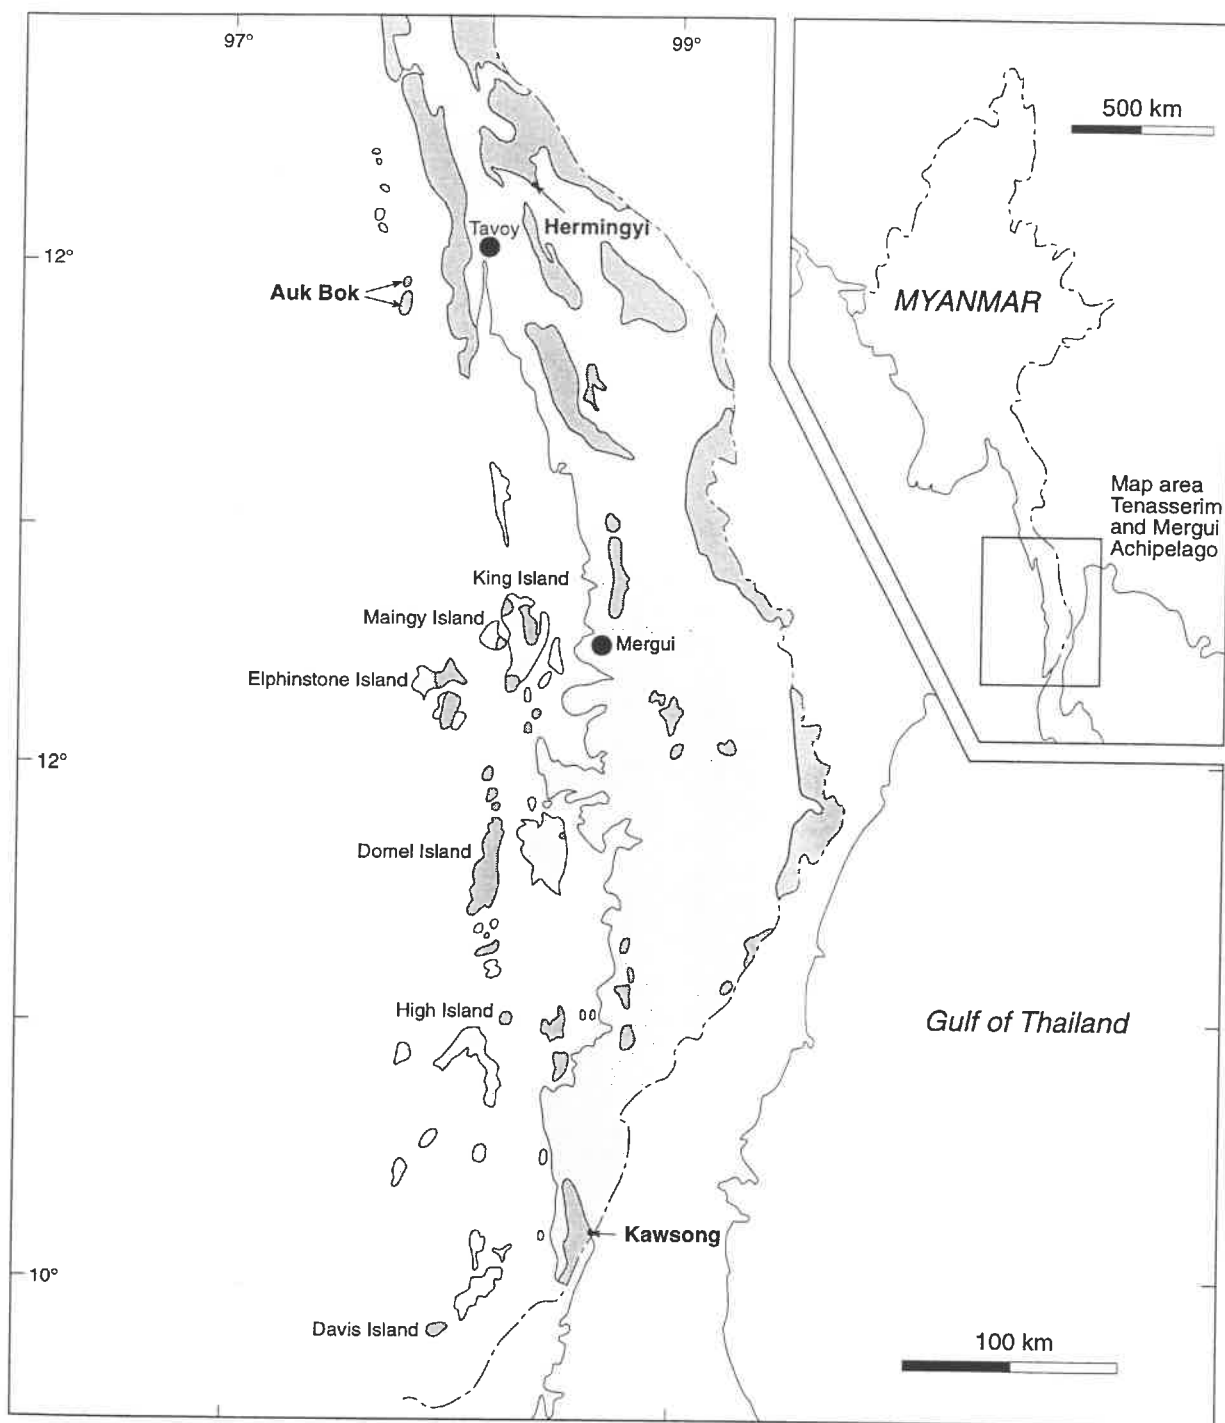 97°
99°
500 km
Hermingyi
Tavoy
12°
Auk Bok
MYANMAR
Map area
Tenasserim
and Mergui
Achipelago
King Island
Maingy Island
Mergui
Elphinstone Island
12°
Domel Island
High Island
Gulf of Thailand
Kawsong
10°
Davis Island
100 km